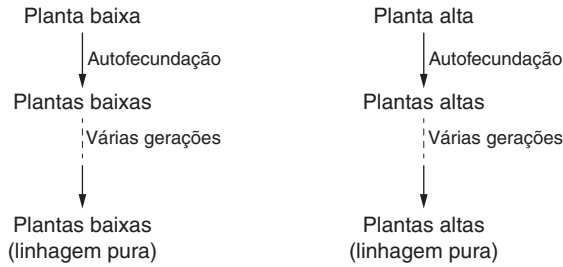 Planta baixa
Autofecundação
Plantas baixas
Várias gerações
Plantas baixas
(linhagem pura)
Planta alta
Autofecundação
Plantas altas
Várias gerações
Plantas altas
(linhagem pura)